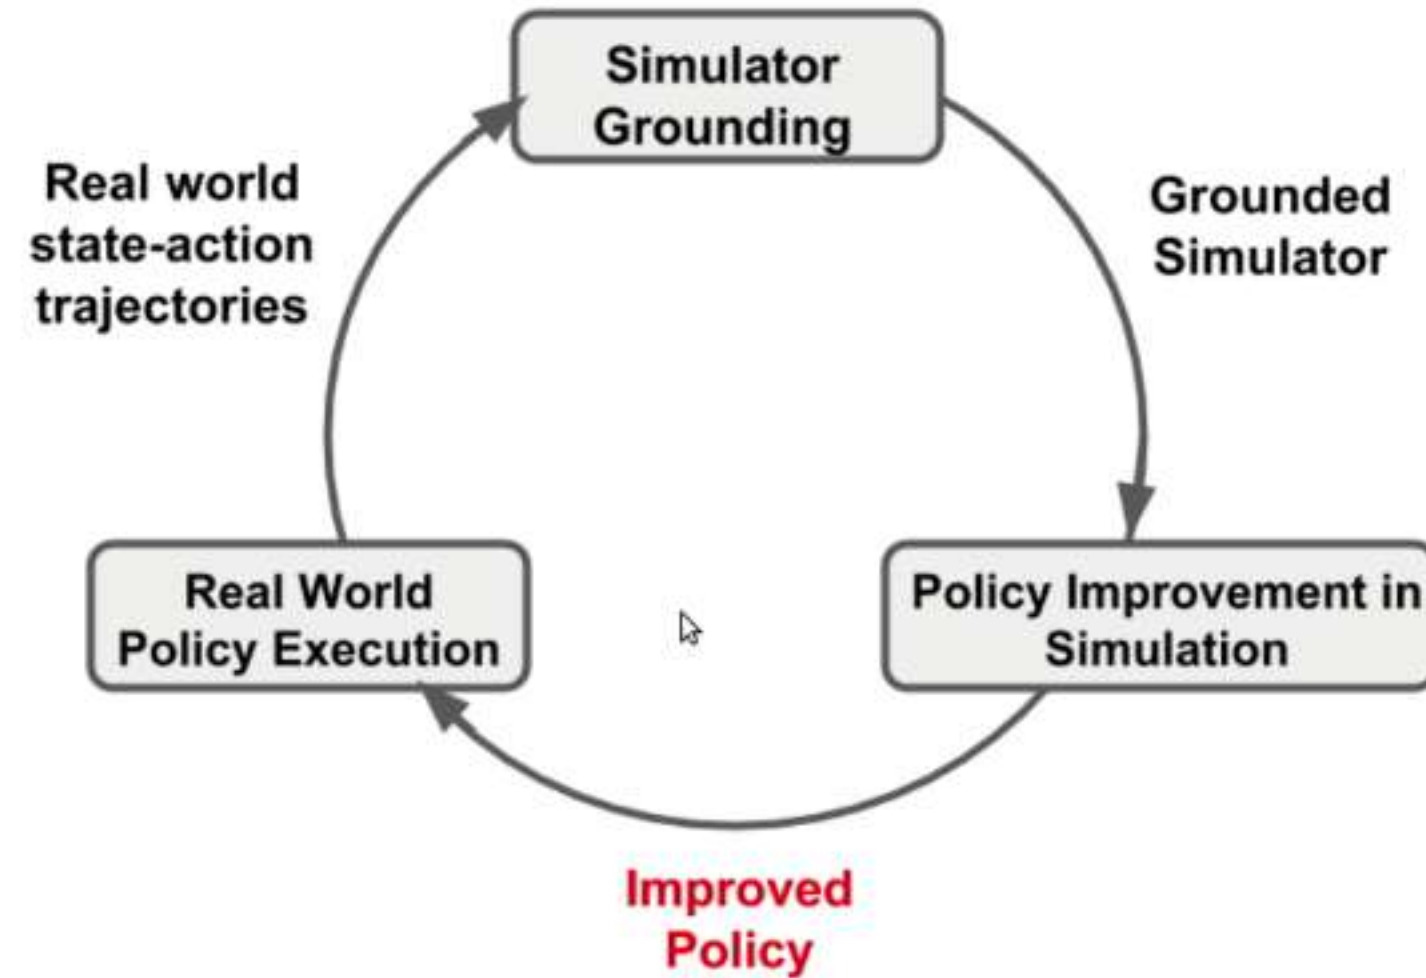 Simulator
Grounding
Real world
state-action
trajectories
Grounded
Simulator
Real World
Policy Execution
Policy Improvement in
Simulation
Improved
Policy